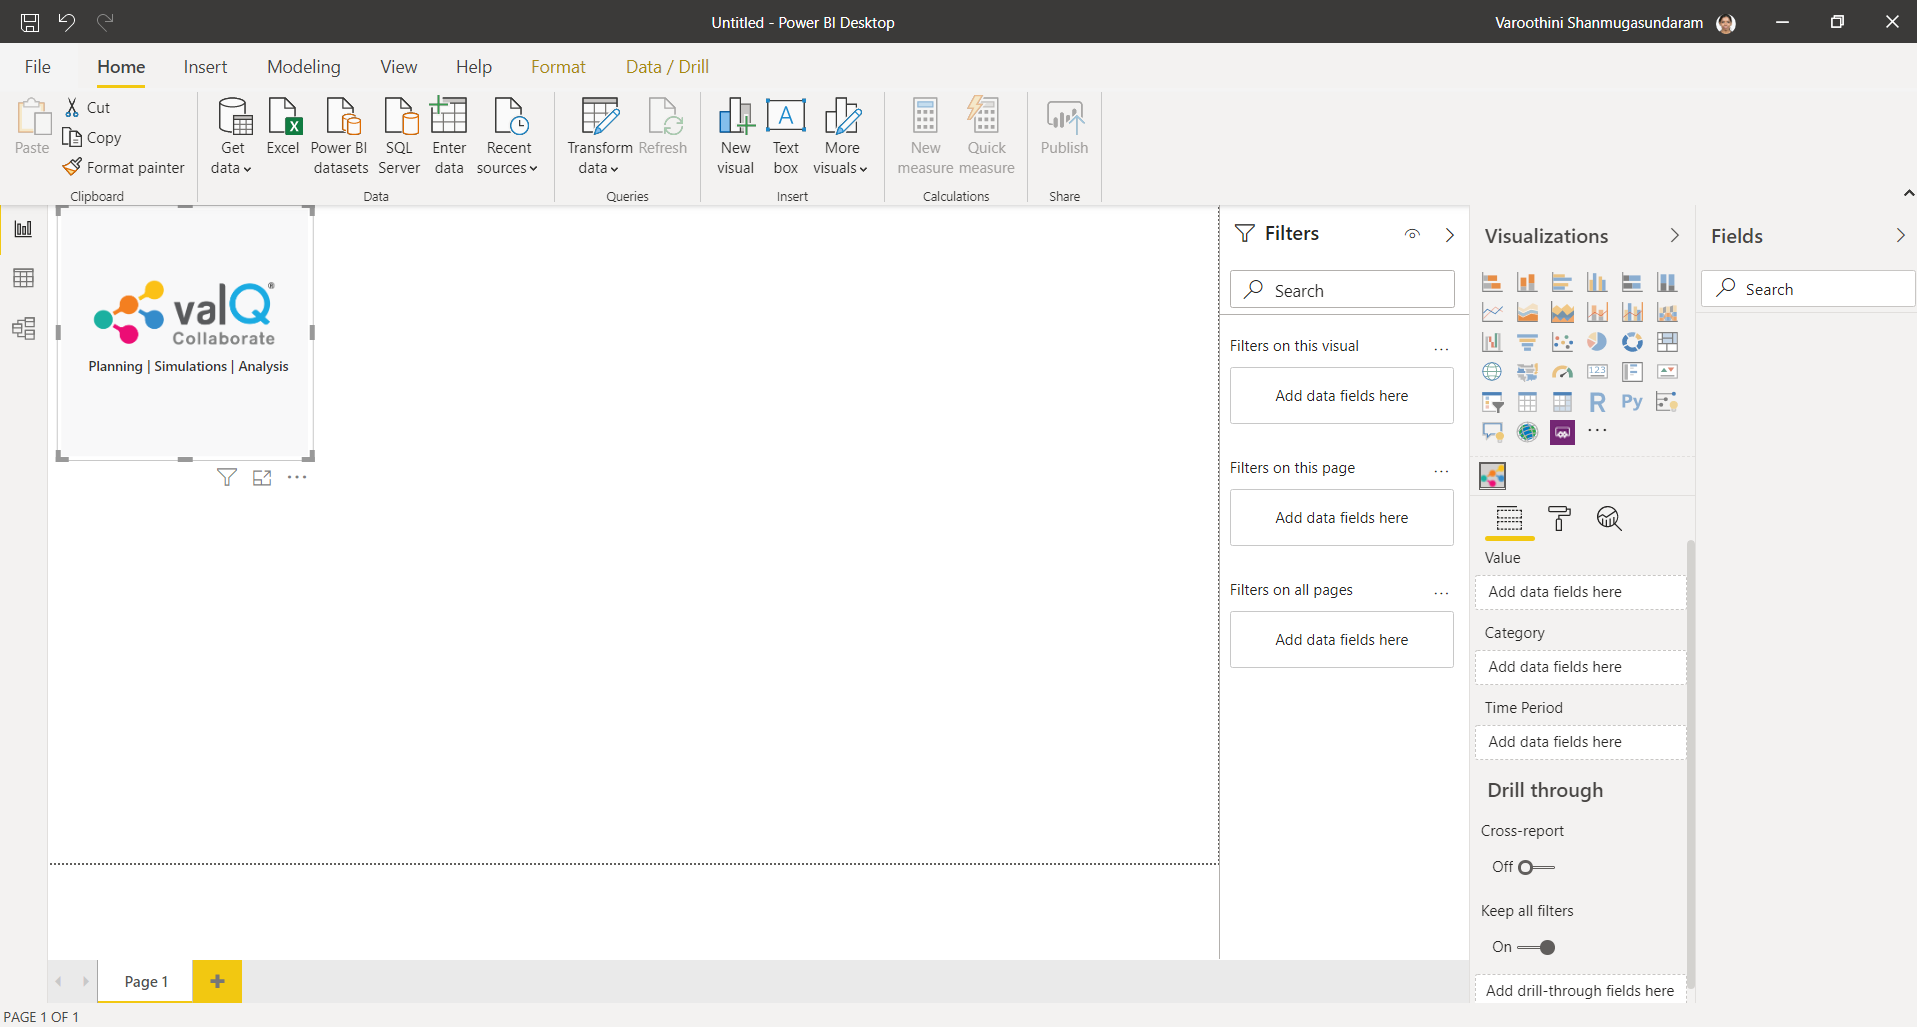 Untitled - Power BI Desktop
Varoothini Shanmugasundaram
File Home Insert Modeling View Help Format Data / Drill
Paste
Cut
Copy
Format painter
Clipboard
Get data
Excel
Power BI datasets
SQL Server
Enter data
Recent sources
Data
Transform data
Refresh
Queries
New visual
A
Text box
More visuals
Insert
New measure
Quick measure
Calculations
Publish
Share
valQ®
Collaborate
Planning | Simulations | Analysis
Filters
Search
Filters on this visual ...
Add data fields here
Filters on this page ...
Add data fields here
Filters on all pages ...
Add data fields here
Visualizations
123
R Py
...
Value
Add data fields here
Category
Add data fields here
Time Period
Add data fields here
Drill through
Cross-report
Off
Keep all filters
On
Add drill-through fields here
Fields
Search
Page 1
PAGE 1 OF 1